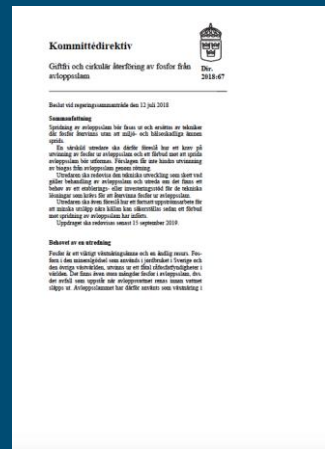 Kommittédirektiv
Giftfri och cirkulär återföring av fosfor från
avloppsslam
Dir.
2018:67
Beslut vid regeringssammanträde den 12 juli 2018
Sammanfattning
Spridning av avloppsslam bör fasas ut och ersättas av tekniker
där fosfor återvinns utan att miljö- och hälsoskadliga ämnen
sprids.
En särskild utredare ska därför föreslå hur ett krav på
utvinning av fosfor ur avloppsslam och ett förbud mot att sprida
avloppsslam bör utformas. Förslagen får inte hindra utvinning
av biogas från avloppsslam genom rötning.
Utredaren ska redovisa den tekniska utveckling som skett vad
gäller behandling av avloppsslam och utreda om det finns ett
behov av ett etablerings- eller investeringsstöd för de tekniska
lösningar som krävs för att återvinna fosfor ur avloppsslam.
Utredaren ska även föreslå hur ett fortsatt uppströmsarbete för
att minska utsläpp nära källan kan säkerställas sedan ett förbud
mot spridning av avloppsslam har införts.
Uppdraget ska redovisas senast 15 september 2019.
Behovet av en utredning
Fosfor är ett viktigt växtnäringsämne och en ändlig resurs. Fos-
forn i den mineralgödsel som används i jordbruket i Sverige och
den övriga västvärlden, utvinns ur ett fåtal råfosfatfyndigheter i
världen. Det finns även stora mängder fosfor i avloppsslam, dvs.
det avfall som uppstår när avloppsvattnet renas innan vattnet
släpps ut. Avloppsslammet har därför använts som växtnäring i